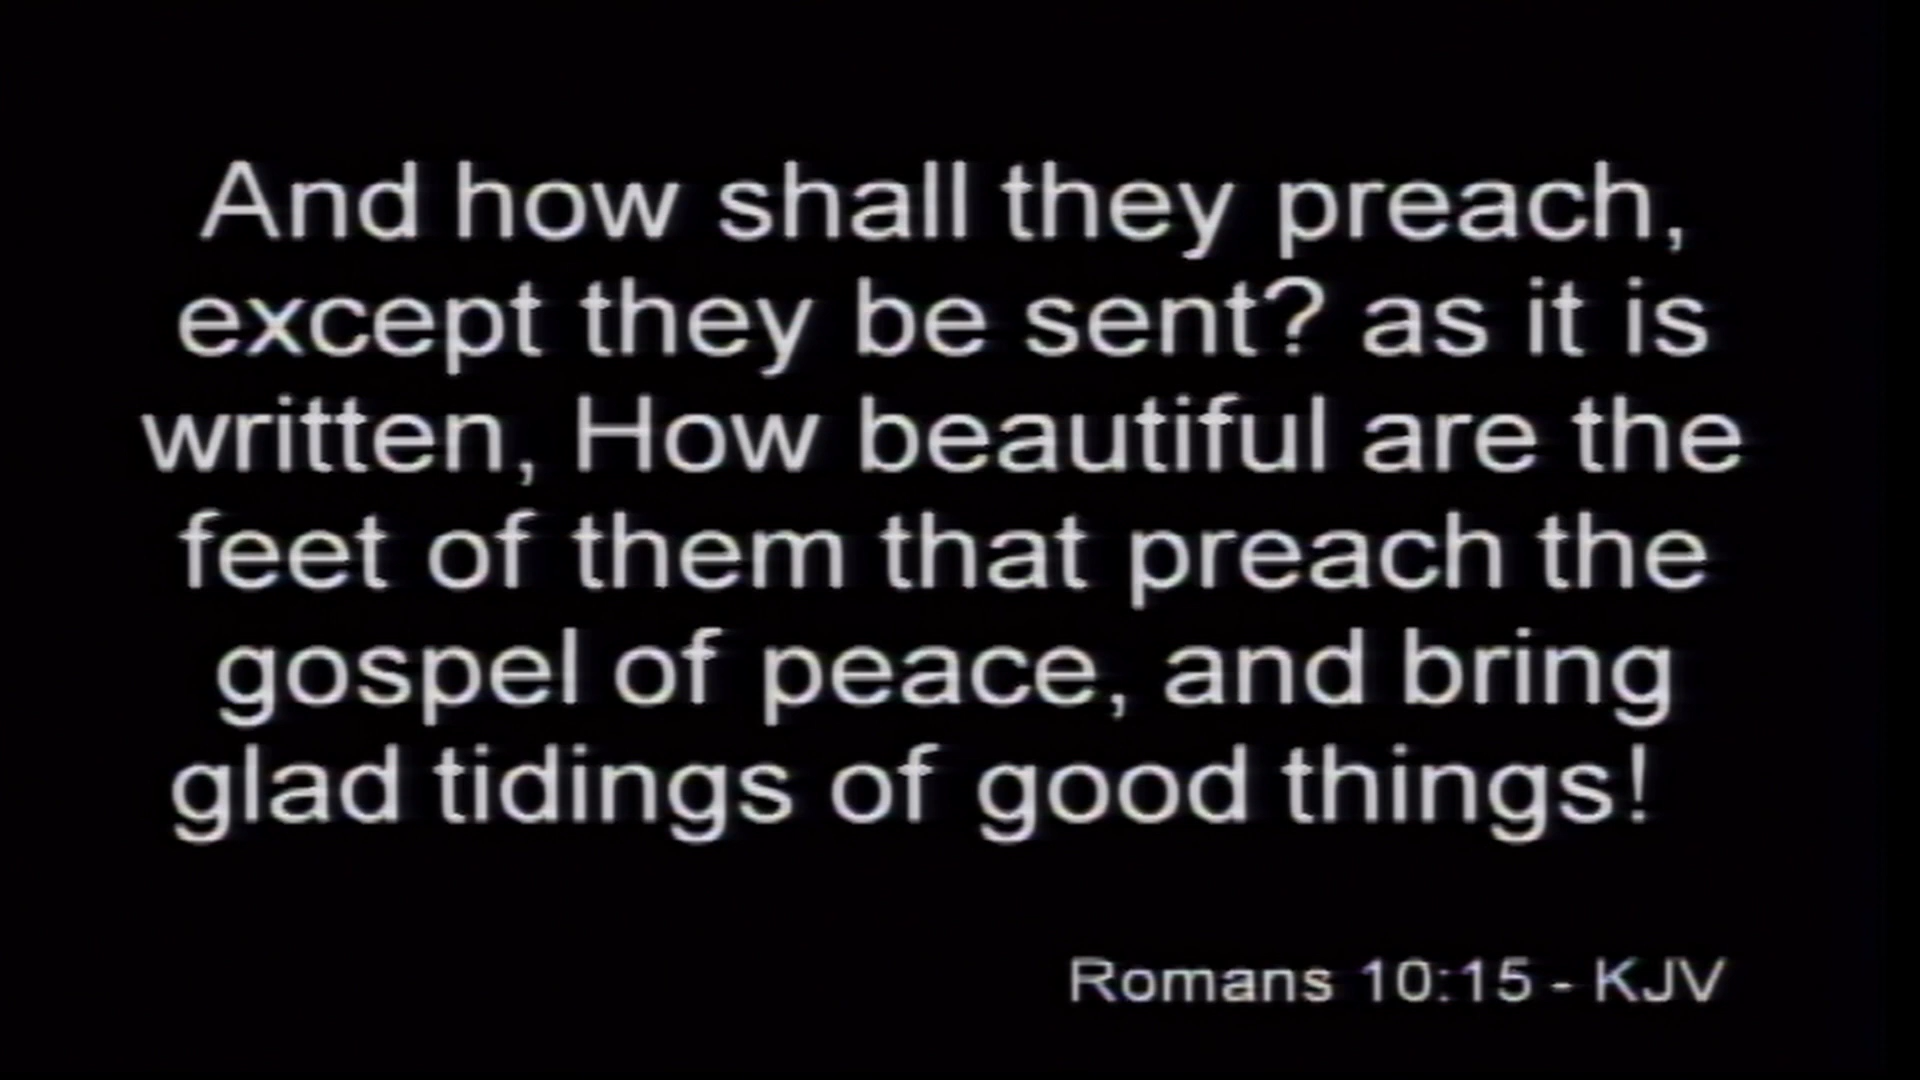 And how shall they preach,
except they be sent? as it is
written, How beautiful are the
feet of them that preach the
gospel of peace, and bring
glad tidings of good things!
Romans 10:15 - KJV